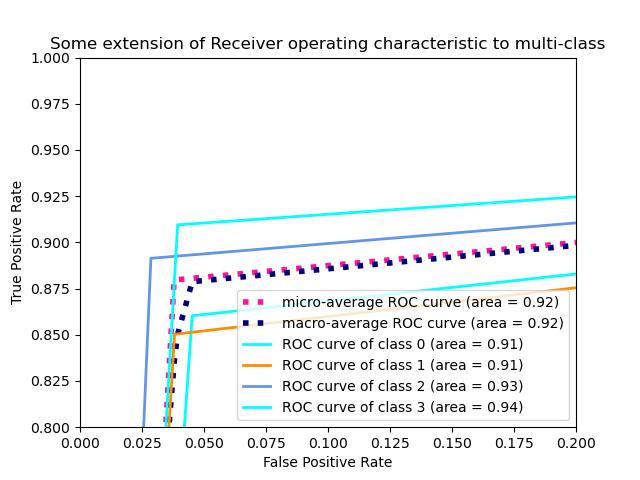 Some extension of Receiver operating characteristic to multi-class
1.000
0.975
0.950
0.925
0.900
0.875
0.850
0.825
0.800
True Positive Rate
micro-average ROC curve (area = 0.92)
macro-average ROC curve (area = 0.92)
ROC curve of class 0 (area = 0.91)
ROC curve of class 1 (area = 0.91)
ROC curve of class 2 (area = 0.93)
ROC curve of class 3 (area = 0.94)
0.000 0.025 0.050 0.075 0.100 0.125 0.150 0.175 0.200
False Positive Rate